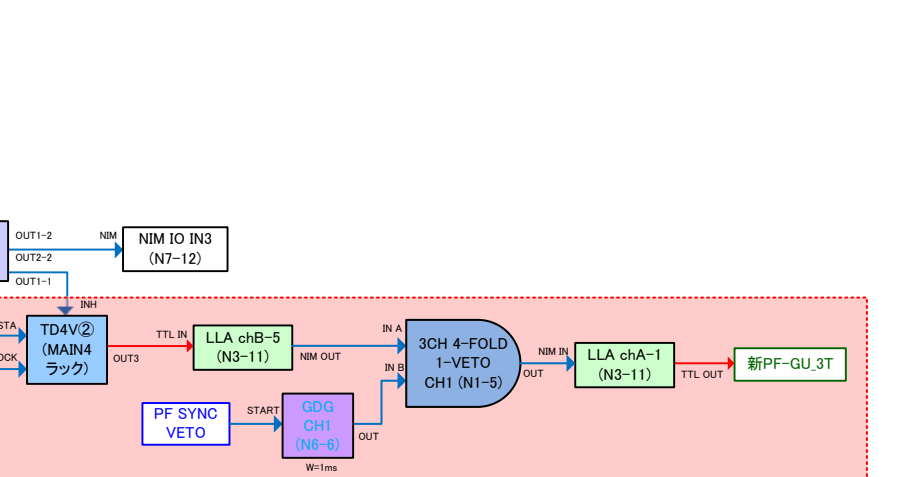 OUT1-2
NIM
NIM IO IN3
(N7-12)
OUT2-2
OUT1-1
INH
STA
TD4V②
(MAIN4
ラック)
OCK
OUT3
TTL IN
LLA chB-5
(N3-11)
NIM OUT
IN A
IN B
3CH 4-FOLD
1-VETO
CH1 (N1-5)
OUT
NIM IN
LLA chA-1
(N3-11)
TTL OUT
新PF-GU_3T
PF SYNC
VETO
START
GDG
CH1
(N6-6)
OUT
W=1ms